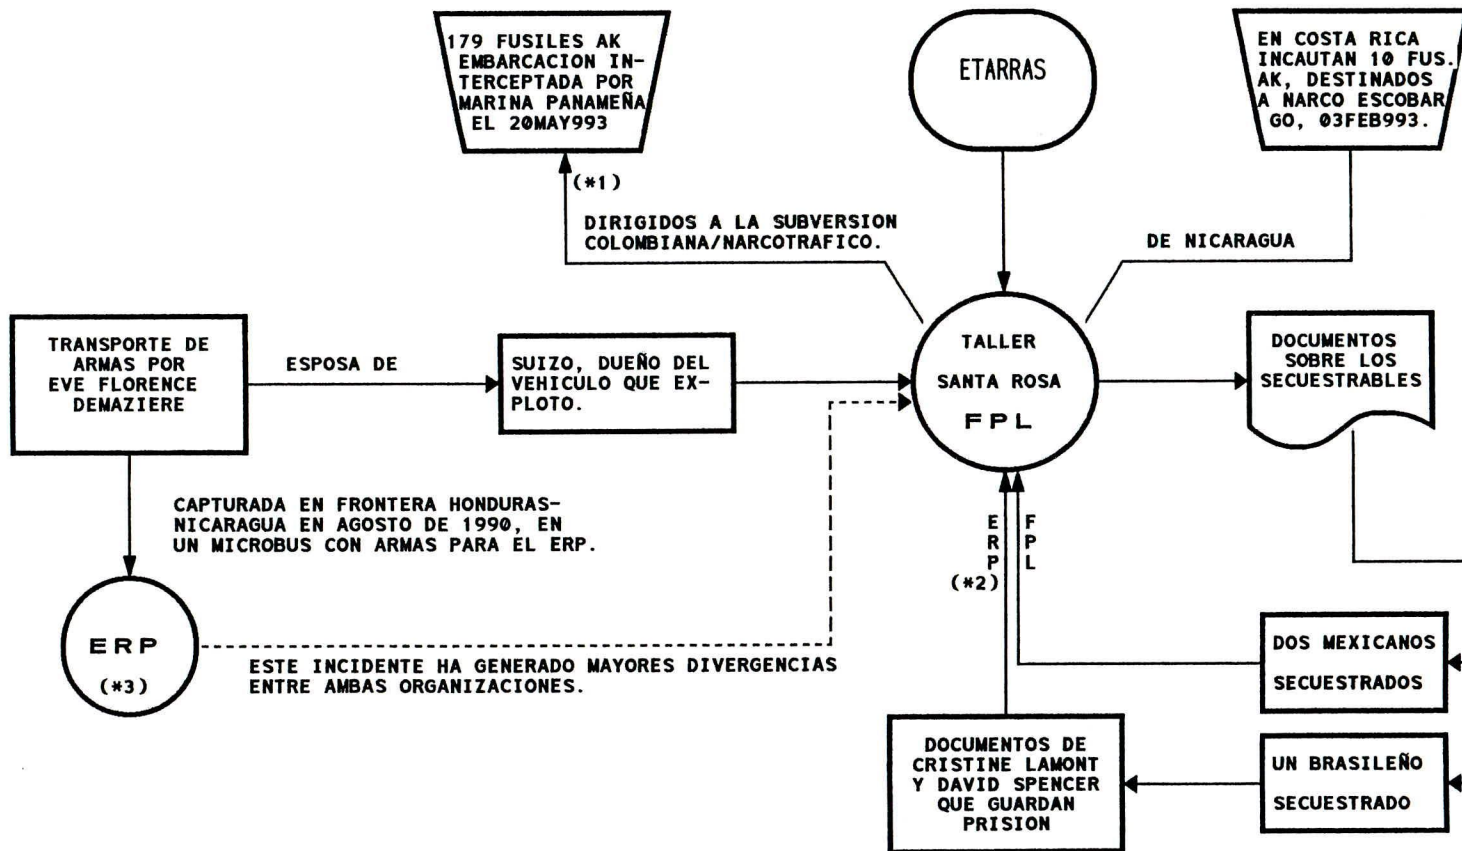 179 FUSILES AK
EMBARCACION IN-
TERCEPTADA POR
MARINA PANAMEÑA
EL 20MAY993
ETARRAS
EN COSTA RICA
INCAUTAN 10 FUS.
AK, DESTINADOS
A NARCO ESCOBAR
GO, 03FEB993.
(*1)
DIRIGIDOS A LA SUBVERSION
COLOMBIANA/NARCOTRAFICO.
DE NICARAGUA
TRANSPORTE DE
ARMAS POR
EVE FLORENCE
DEMAZIERE
ESPOSA DE
SUIZO, DUEÑO DEL
VEHICULO QUE EX-
PLOTO.
TALLER
SANTA ROSA
FPL
DOCUMENTOS
SOBRE LOS
SECUESTRABLES
CAPTURADA EN FRONTERA HONDURAS-
NICARAGUA EN AGOSTO DE 1990, EN
UN MICROBUS CON ARMAS PARA EL ERP.
ERP
(*2)
FPL
ERP
(*3)
ESTE INCIDENTE HA GENERADO MAYORES DIVERGENCIAS
ENTRE AMBAS ORGANIZACIONES.
DOS MEXICANOS
SECUESTRADOS
DOCUMENTOS DE
CRISTINE LAMONT
Y DAVID SPENCER
QUE GUARDAN
PRISION
UN BRASILEÑO
SECUESTRADO